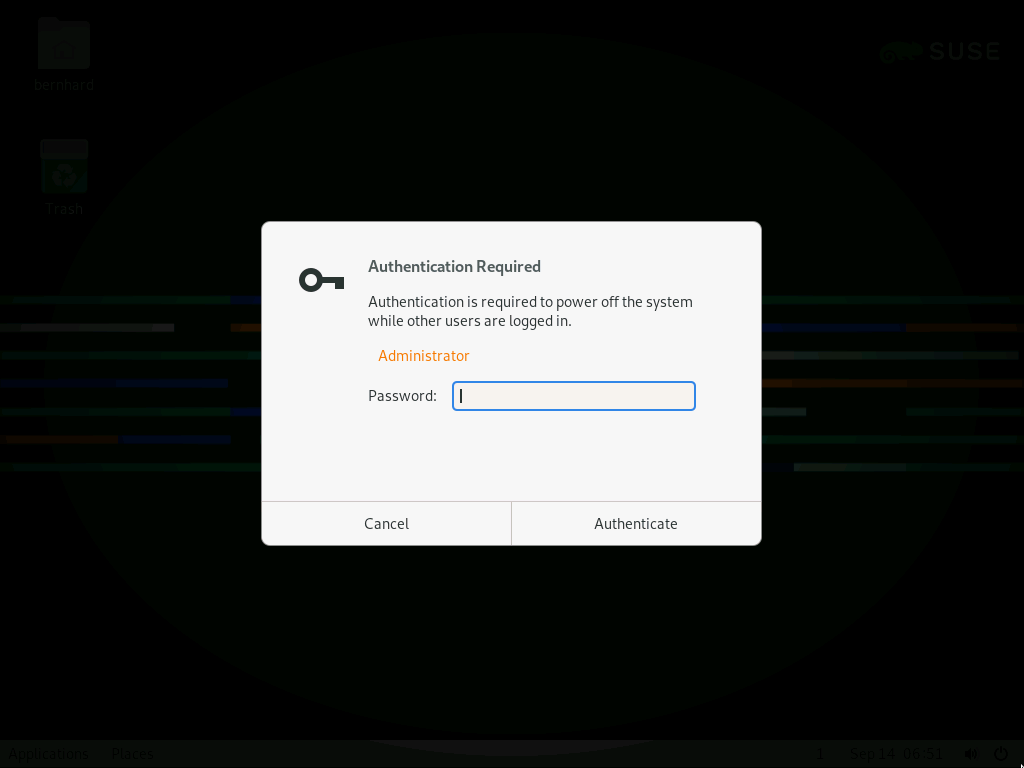 bernhard
SUSE
Trash
Authentication Required
Authentication is required to power off the system
while other users are logged in.
Administrator
Password:
Cancel
Authenticate
Applications Places
1 Sep 14 06:51